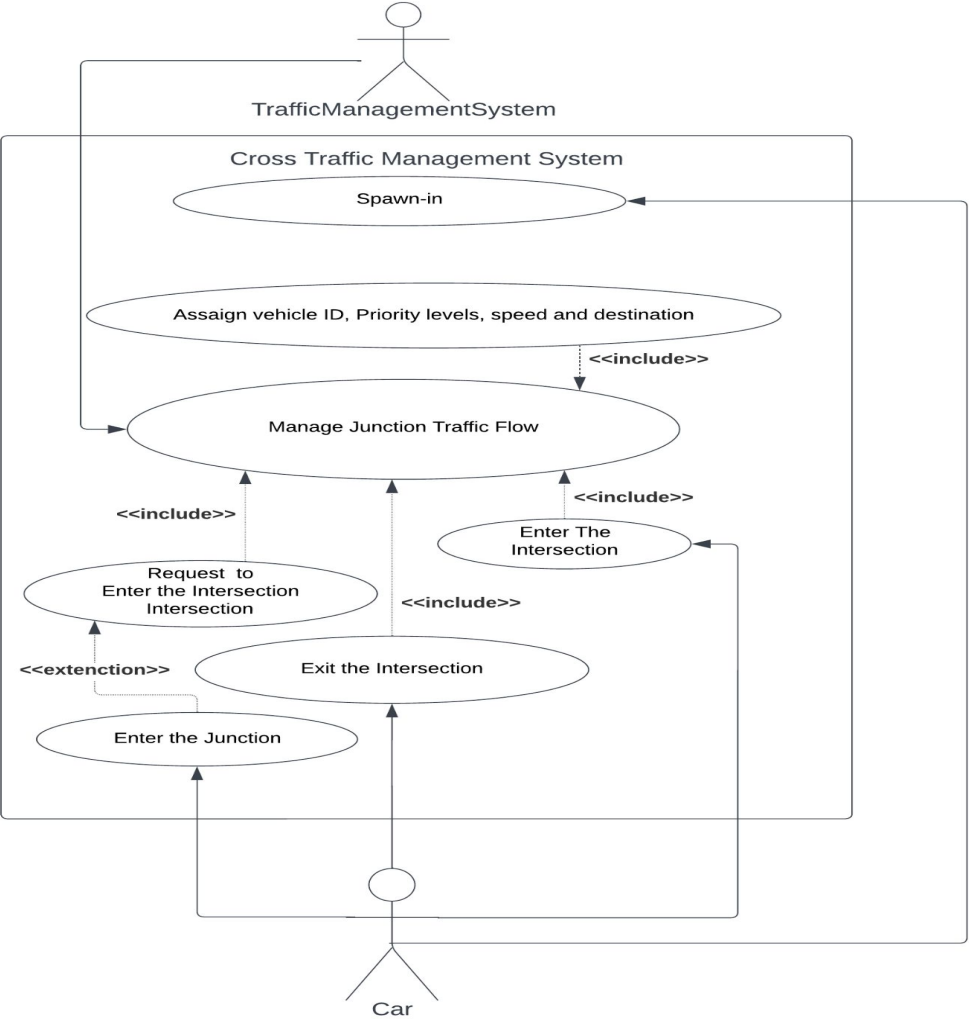 TrafficManagementSystem
Cross Traffic Management System
Spawn-in
Assaign vehicle ID, Priority levels, speed and destination
<<include>>
Manage Junction Traffic Flow
<<include>>
<<include>>
Enter The
Intersection
Request to
Enter the Intersection
Intersection
<<include>>
<<extenction>>
Exit the Intersection
Enter the Junction
Car